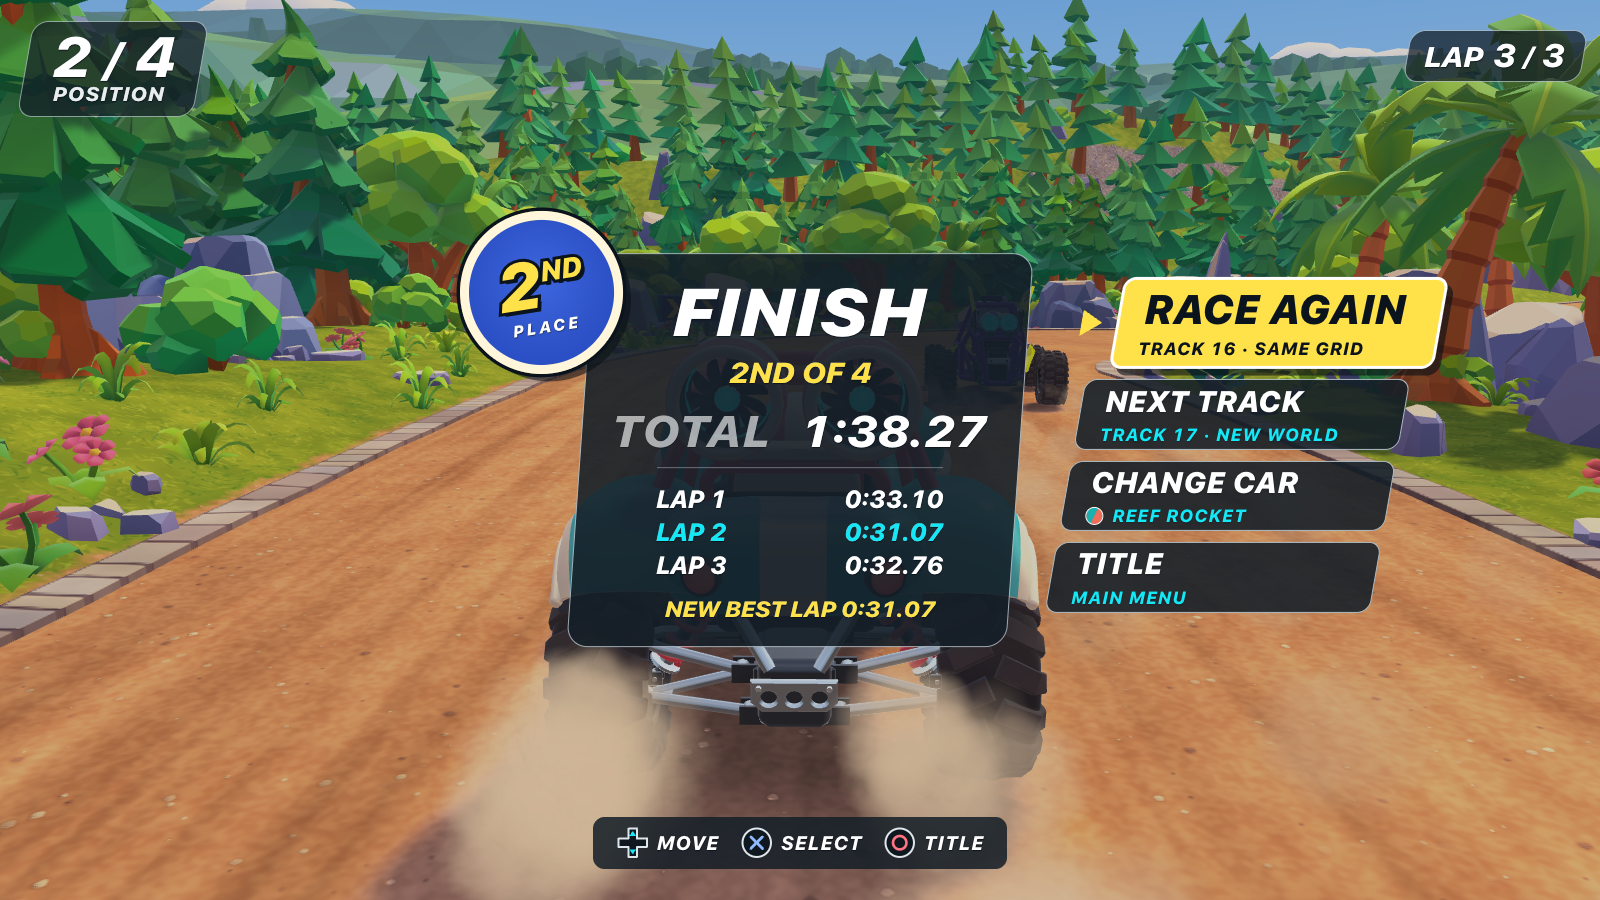 2/4
POSITION
LAP 3/3
2ND
PLACE
FINISH
2ND OF 4
TOTAL 1:38.27
LAP 1 0:33.10
LAP 2 0:31.07
LAP 3 0:32.76
NEW BEST LAP 0:31.07
RACE AGAIN
TRACK 16 · SAME GRID
NEXT TRACK
TRACK 17 · NEW WORLD
CHANGE CAR
REEF ROCKET
TITLE
MAIN MENU
MOVE SELECT TITLE